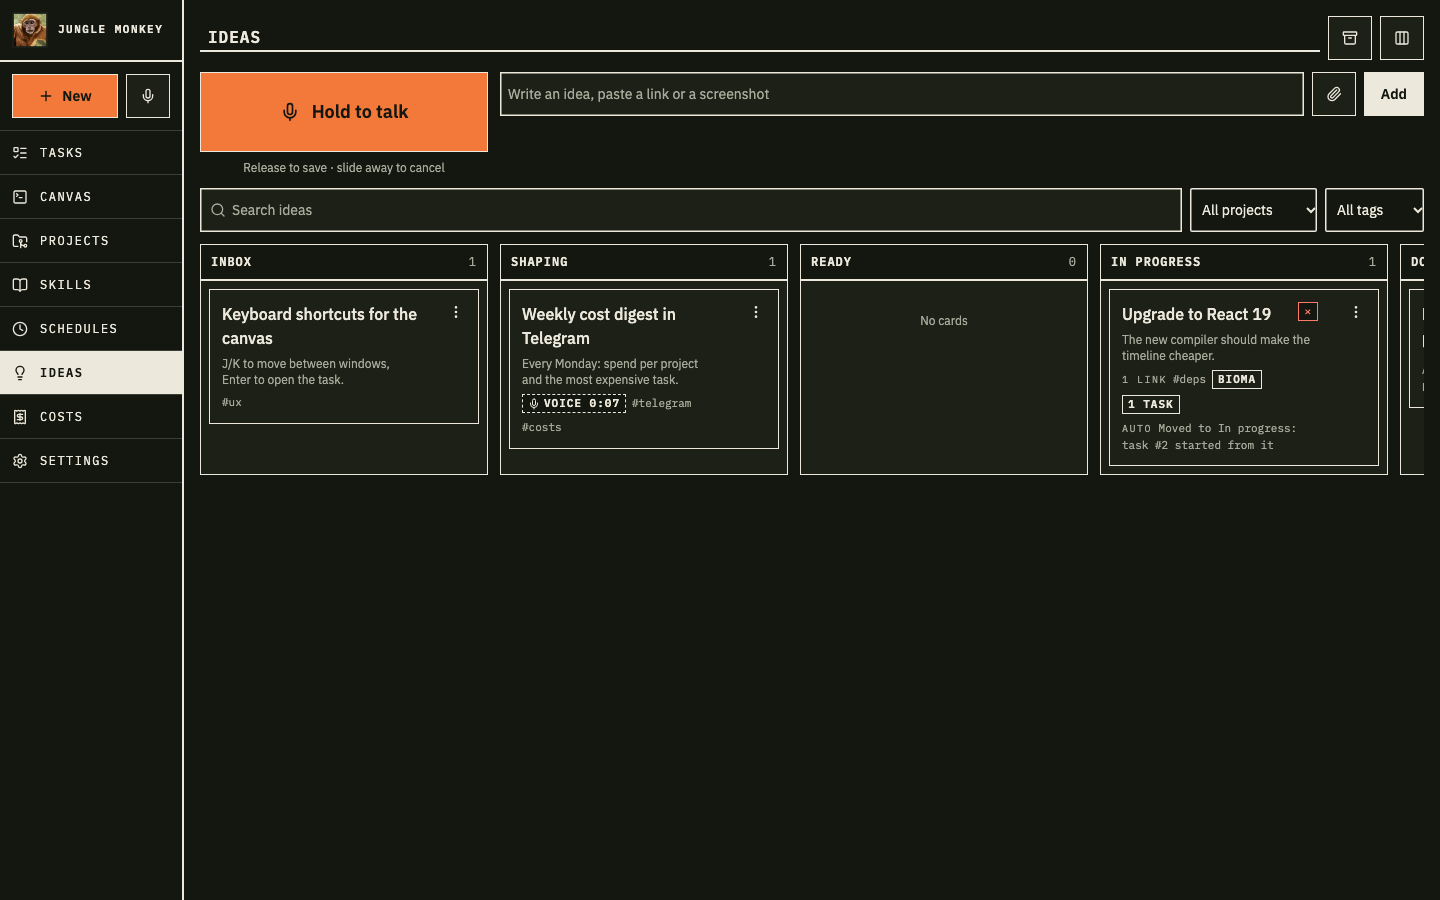 JUNGLE MONKEY
New
TASKS
CANVAS
PROJECTS
SKILLS
SCHEDULES
IDEAS
COSTS
SETTINGS
IDEAS
Hold to talk
Release to save · slide away to cancel
Write an idea, paste a link or a screenshot
Add
Search ideas
All projects
All tags
INBOX 1
Keyboard shortcuts for the
canvas
J/K to move between windows,
Enter to open the task.
#ux
SHAPING 1
Weekly cost digest in
Telegram
Every Monday: spend per project
and the most expensive task.
VOICE 0:07 #telegram
#costs
READY 0
No cards
IN PROGRESS 1
Upgrade to React 19
The new compiler should make the
timeline cheaper.
1 LINK #deps BIOMA
1 TASK
AUTO Moved to In progress:
task #2 started from it